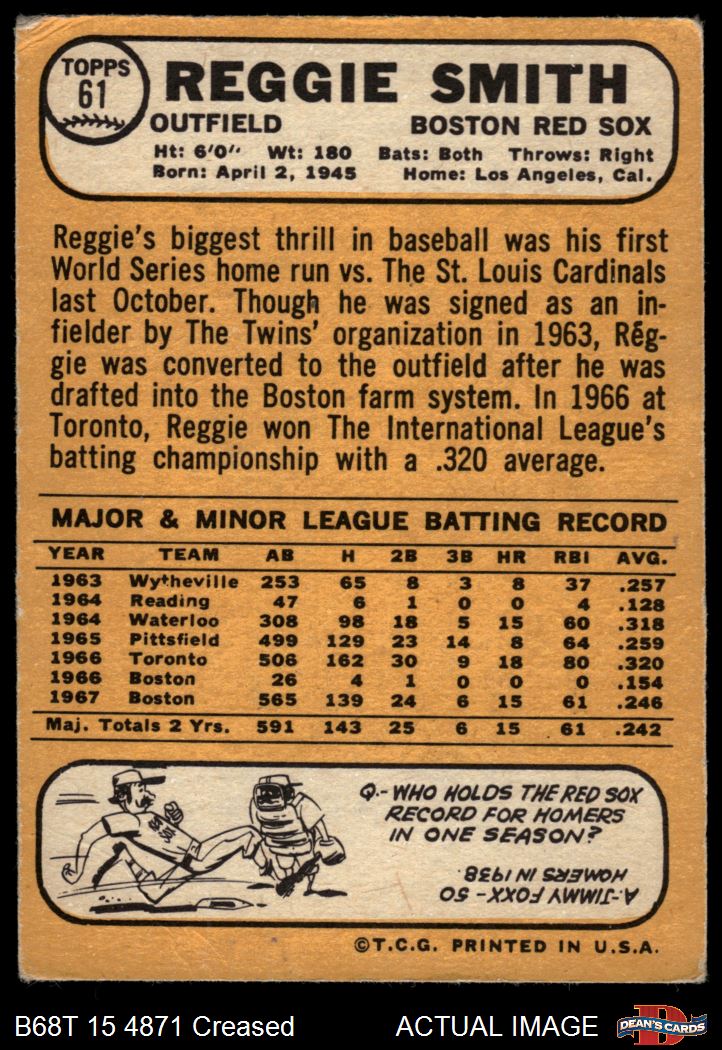 TOPPS
61
REGGIE SMITH
OUTFIELD BOSTON RED SOX
Ht: 6'0" Wt: 180 Bats: Both Throws: Right
Born: April 2, 1945 Home: Los Angeles, Cal.
Reggie's biggest thrill in baseball was his first
World Series home run vs. The St. Louis Cardinals
last October. Though he was signed as an in-
fielder by The Twins' organization in 1963, Reg-
gie was converted to the outfield after he was
drafted into the Boston farm system. In 1966 at
Toronto, Reggie won The International League's
batting championship with a .320 average.
MAJOR & MINOR LEAGUE BATTING RECORD
YEAR TEAM AB H 2B 3B HR RBI AVG.
1963 Wytheville 253 65 8 3 8 37 .257
1964 Reading 47 6 1 0 0 4 .128
1964 Waterloo 308 98 18 5 15 60 .318
1965 Pittsfield 499 129 23 14 8 64 .259
1966 Toronto 506 162 30 9 18 80 .320
1966 Boston 26 4 1 0 0 0 .154
1967 Boston 565 139 24 6 15 61 .246
Maj. Totals 2 Yrs. 591 143 25 6 15 61 .242
Q.-WHO HOLDS THE RED SOX
RECORD FOR HOMERS
IN ONE SEASON?
A-JIMMY FOXX-50
HOMERS IN 1938.
©T.C.G. PRINTED IN U.S.A.
B68T 15 4871 Creased ACTUAL IMAGE
DEAN'S CARDS